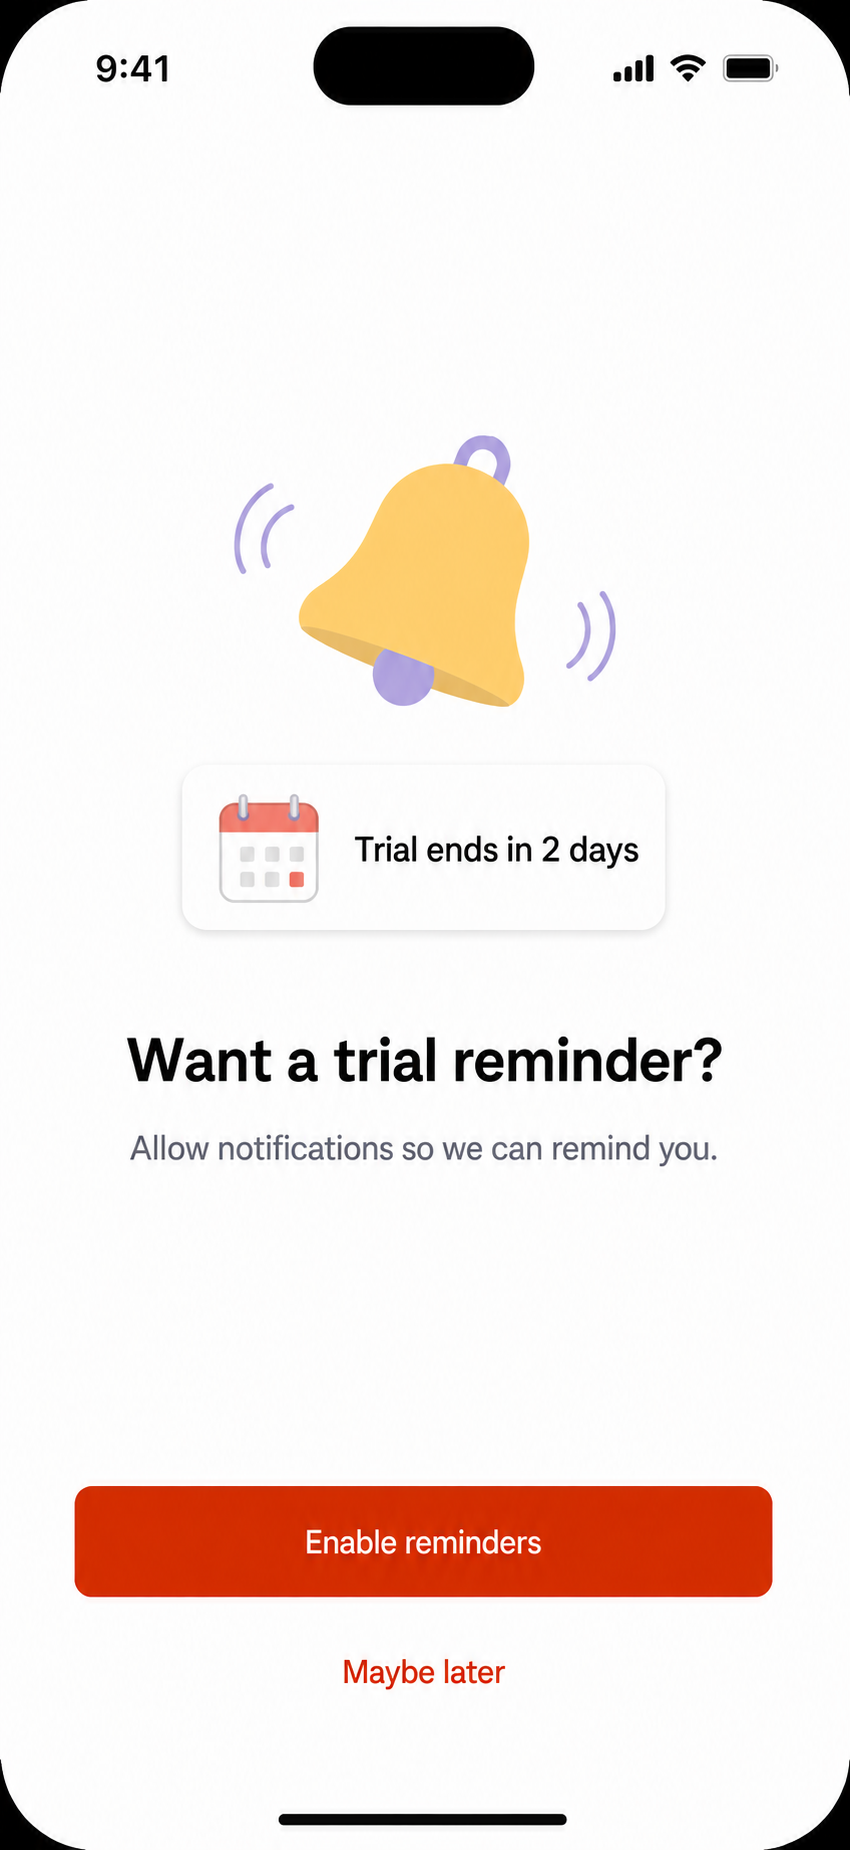 9:41
Trial ends in 2 days
Want a trial reminder?
Allow notifications so we can remind you.
Enable reminders
Maybe later